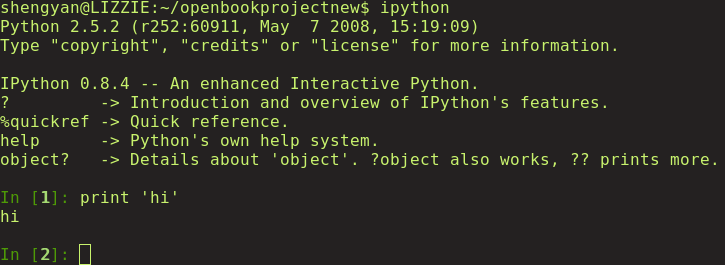 shengyan@LIZZIE:~/openbookprojectnew$ ipython
Python 2.5.2 (r252:60911, May  7 2008, 15:19:09)
Type "copyright", "credits" or "license" for more information.

IPython 0.8.4 -- An enhanced Interactive Python.
?         -> Introduction and overview of IPython's features.
%quickref -> Quick reference.
help      -> Python's own help system.
object?   -> Details about 'object'. ?object also works, ?? prints more.

In [1]: print 'hi'
hi

In [2]: